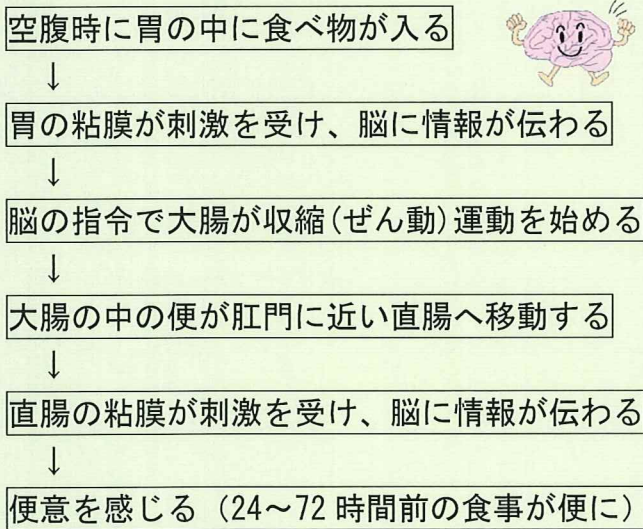 空腹時に胃の中に食べ物が入る
↓
胃の粘膜が刺激を受け、脳に情報が伝わる
↓
脳の指令で大腸が収縮(ぜん動)運動を始める
↓
大腸の中の便が肛門に近い直腸へ移動する
↓
直腸の粘膜が刺激を受け、脳に情報が伝わる
↓
便意を感じる（24～72時間前の食事が便に）